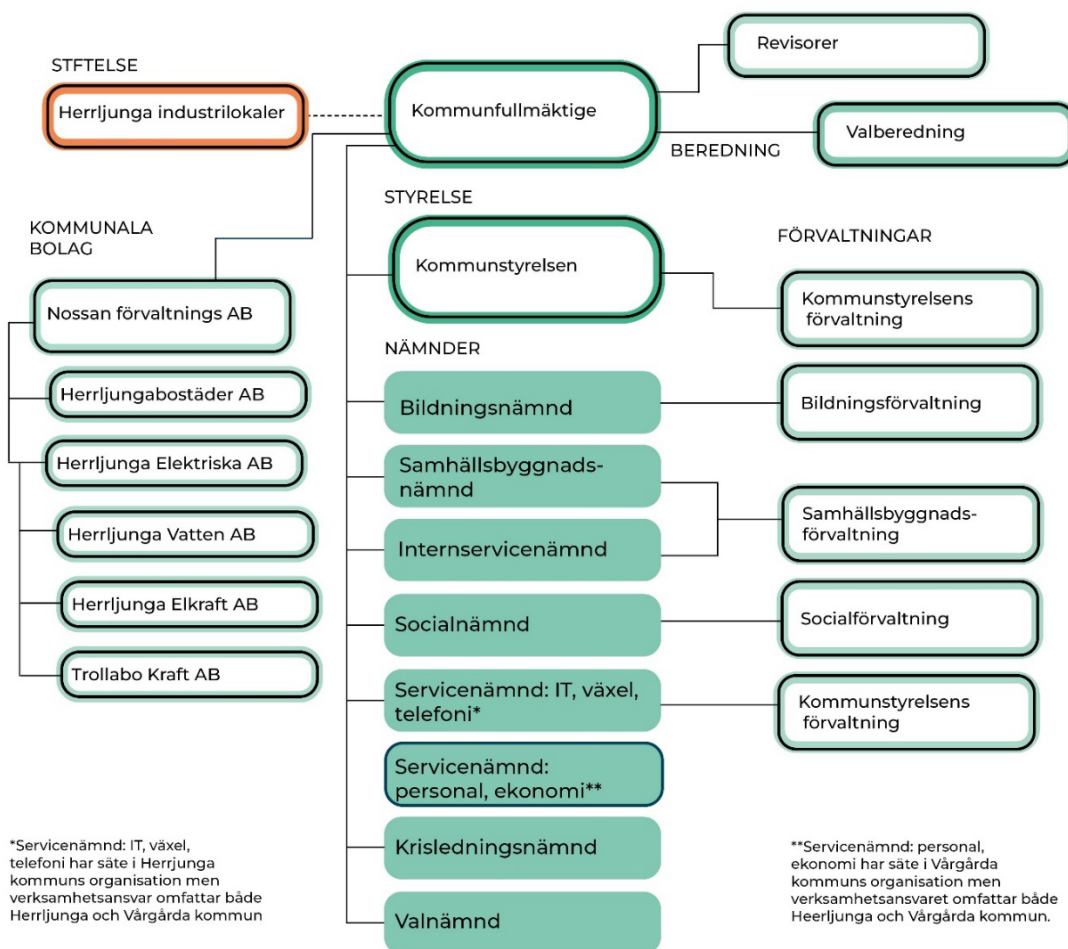 STFTELSE
Herrljunga industrilokaler
Kommunfullmäktige
Revisorer
BEREDNING
Valberedning
STYRELSE
Kommunstyrelsen
KOMMUNALA
BOLAG
Nossan förvaltnings AB
Herrljungabostäder AB
Herrljunga Elektriska AB
Herrljunga Vatten AB
Herrljunga Elkraft AB
Trollabo Kraft AB
NÄMNDER
Bildningsnämnd
Samhällsbyggnads-
nämnd
Internservicenämnd
Socialnämnd
Servicenämnd: IT, växel,
telefoni*
Servicenämnd:
personal, ekonomi**
Krisledningsnämnd
Valnämnd
FÖRVALTNINGAR
Kommunstyrelsens
förvaltning
Bildningsförvaltning
Samhällsbyggnads-
förvaltning
Socialförvaltning
Kommunstyrelsens
förvaltning
*Servicenämnd: IT, växel,
telefoni har säte i Herrjunga
kommuns organisation men
verksamhetsansvar omfattar både
Herrljunga och Vårgårda kommun
**Servicenämnd: personal,
ekonomi har säte i Vårgårda
kommuns organisation men
verksamhetsansvaret omfattar både
Heerljunga och Vårgårda kommun.